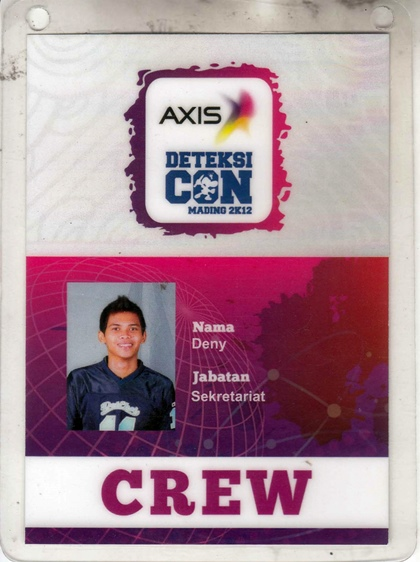 AXIS
DETEKSI
CON
MADING 2K12
Nama
Deny
Jabatan
Sekretariat
CREW